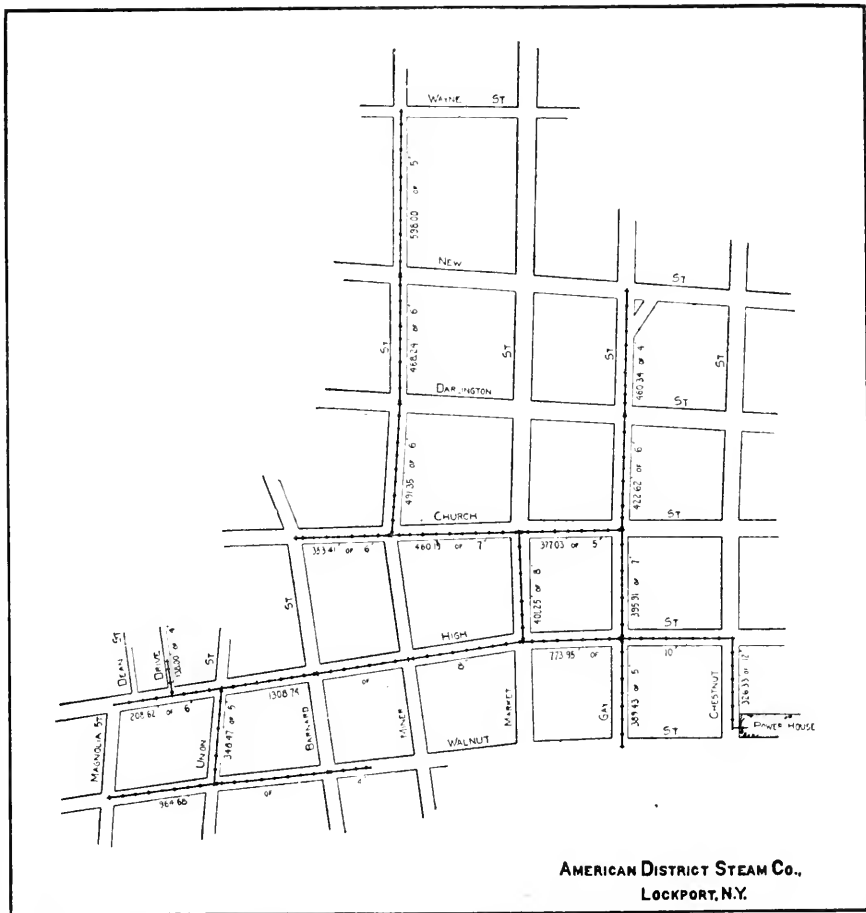 WAYNE ST
598.00 OF 5"
NEW ST
ST
468.24 OF 6"
ST
ST
460.34 OF 4"
ST
DARLINGTON ST
491.35 OF 6"
422.62' OF 6"
CHURCH ST
353.41' OF 6"
460.19 OF 7"
377.03' OF 5"
401.25 OF 8"
395.91 OF 7"
ST
HIGH ST
DEAN ST
DRIVE
ST
208.62' OF 6"
1308.74 OF 8"
773.95' OF 10"
326.33 OF 12"
MAGNOLIA ST
UNION
348.47' OF 5"
BARNARD
MINER
MARKET
GAY
389.43 OF 5"
CHESTNUT
WALNUT ST
POWER HOUSE
964.68 OF 4"
AMERICAN DISTRICT STEAM CO.,
LOCKPORT, N.Y.